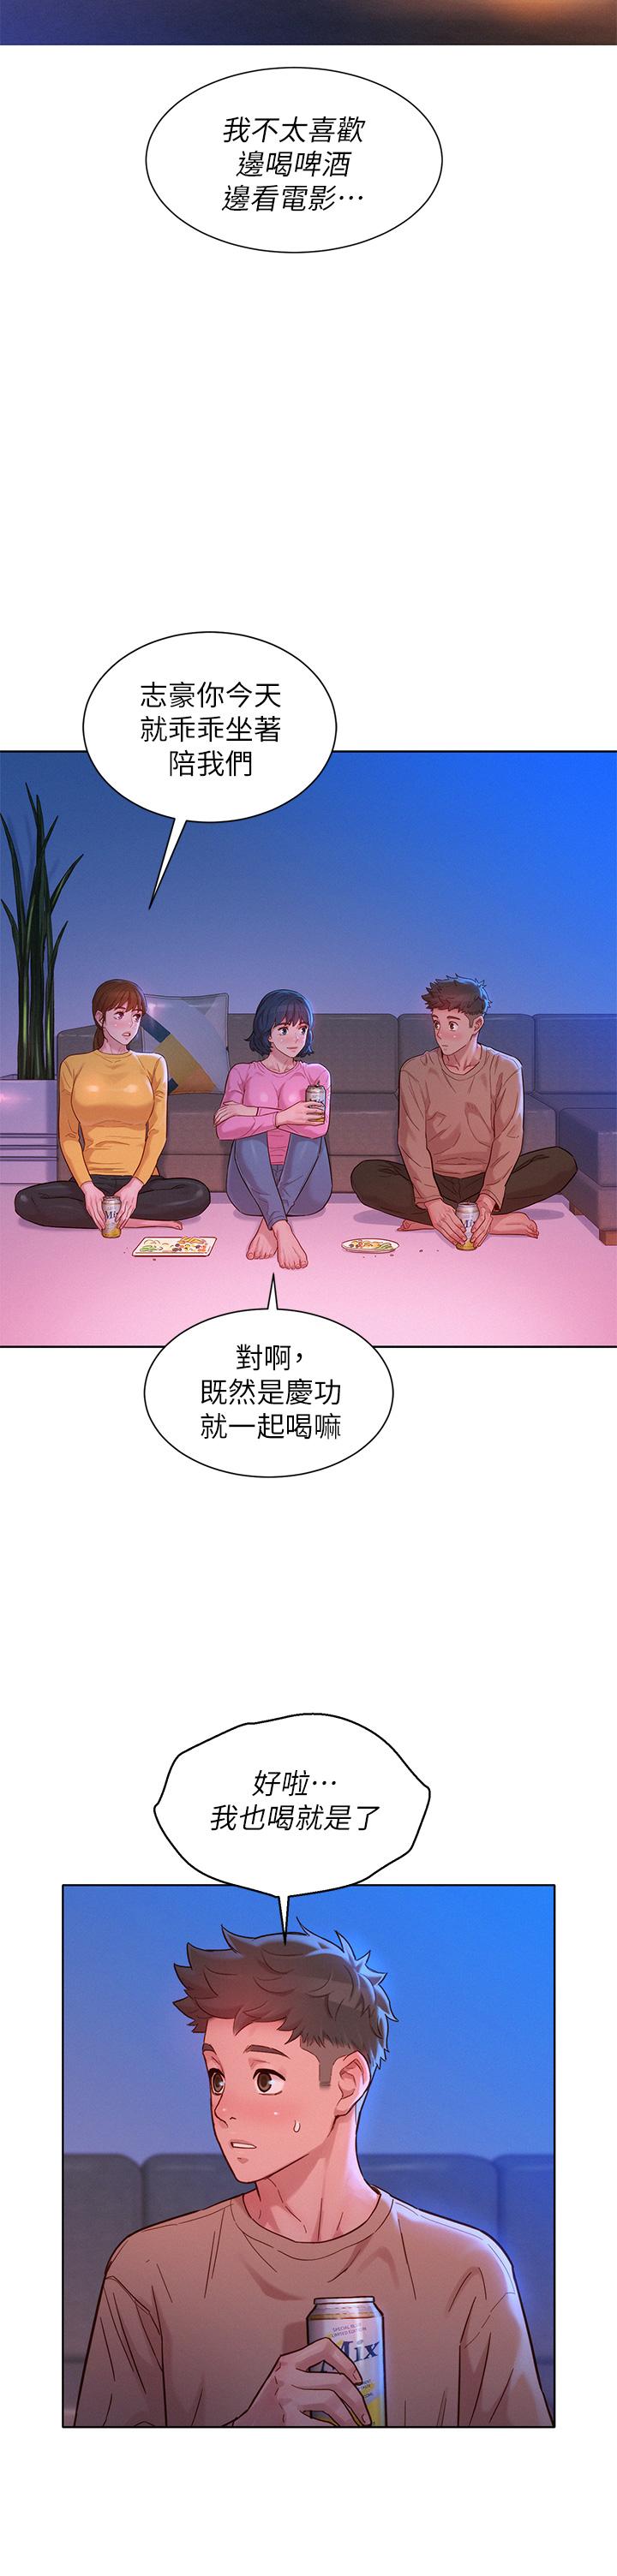 我不太喜歡
邊喝啤酒
邊看電影…
志豪你今天
就乖乖坐著
陪我們
對啊，
既然是慶功
就一起喝嘛
好啦…
我也喝就是了
Mix